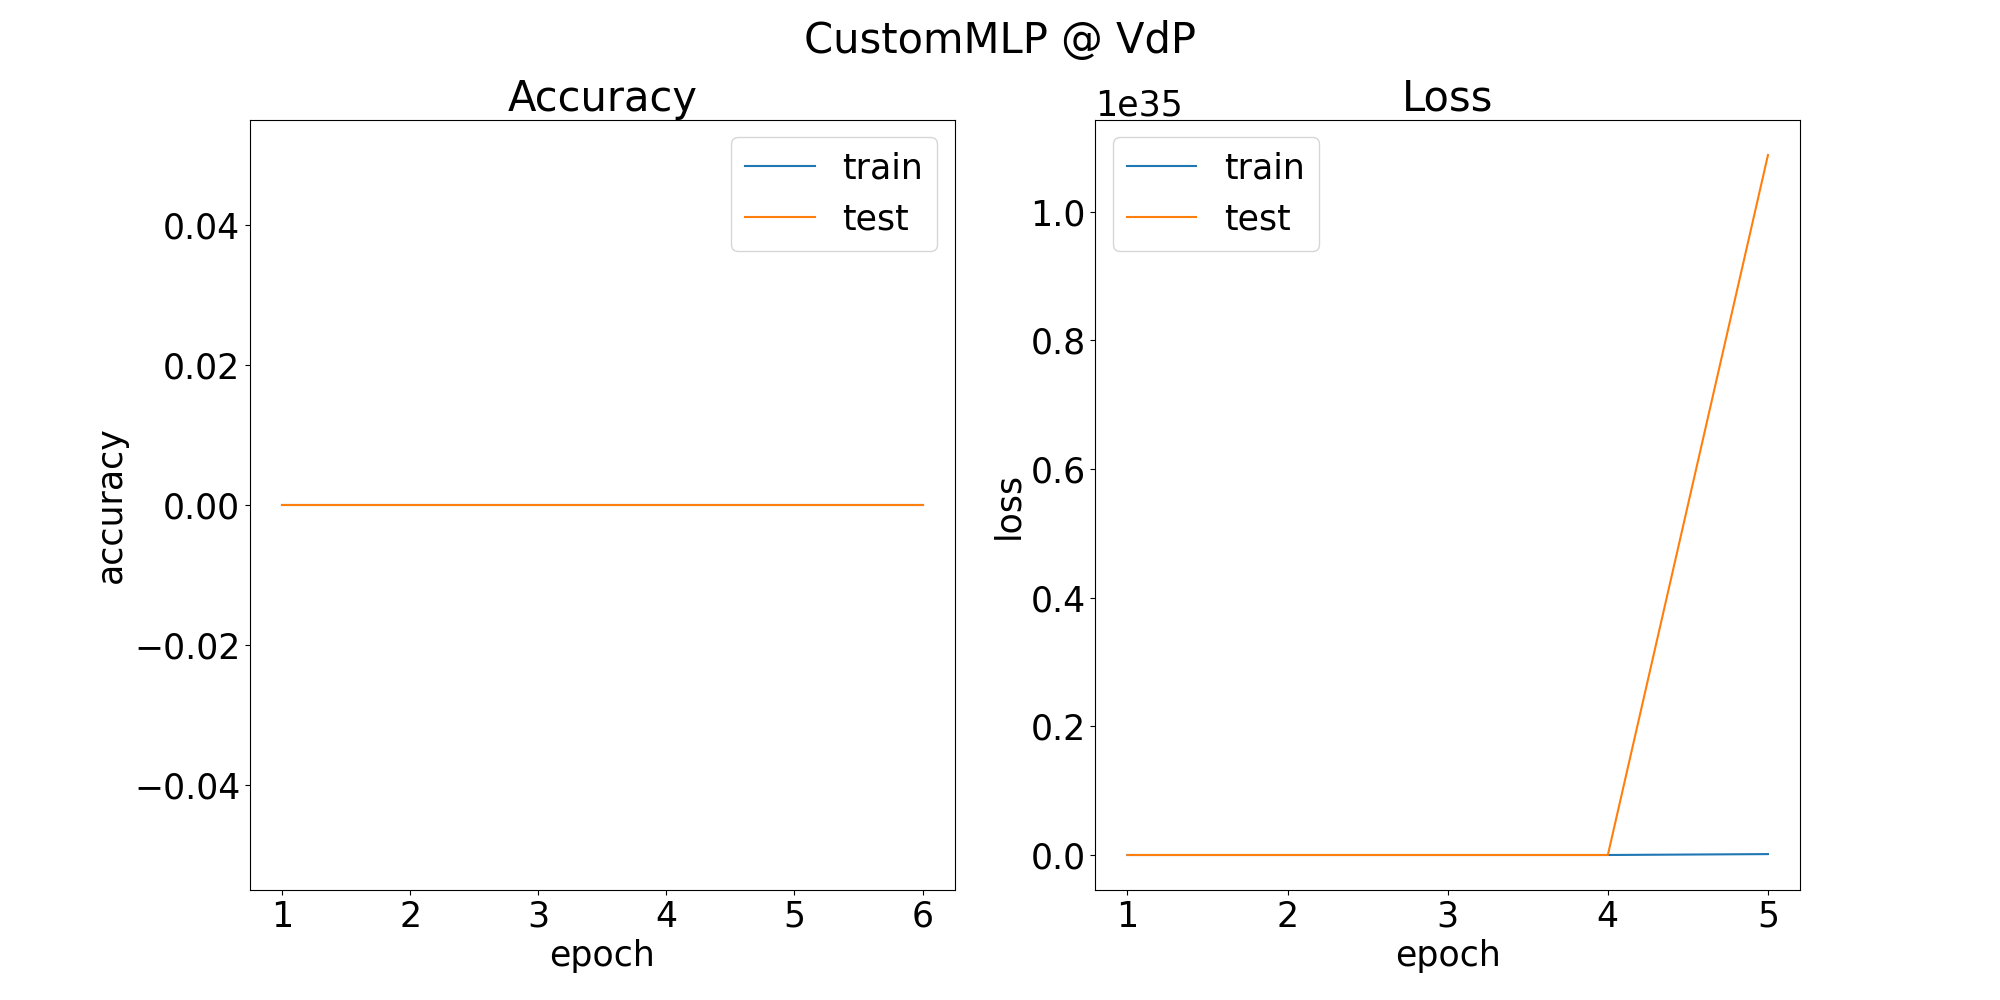 CustomMLP @ VdP
Accuracy
train
test
0.04
0.02
0.00
−0.02
−0.04
accuracy
1 2 3 4 5 6
epoch
Loss
1e35
train
test
1.0
0.8
0.6
0.4
0.2
0.0
loss
1 2 3 4 5
epoch